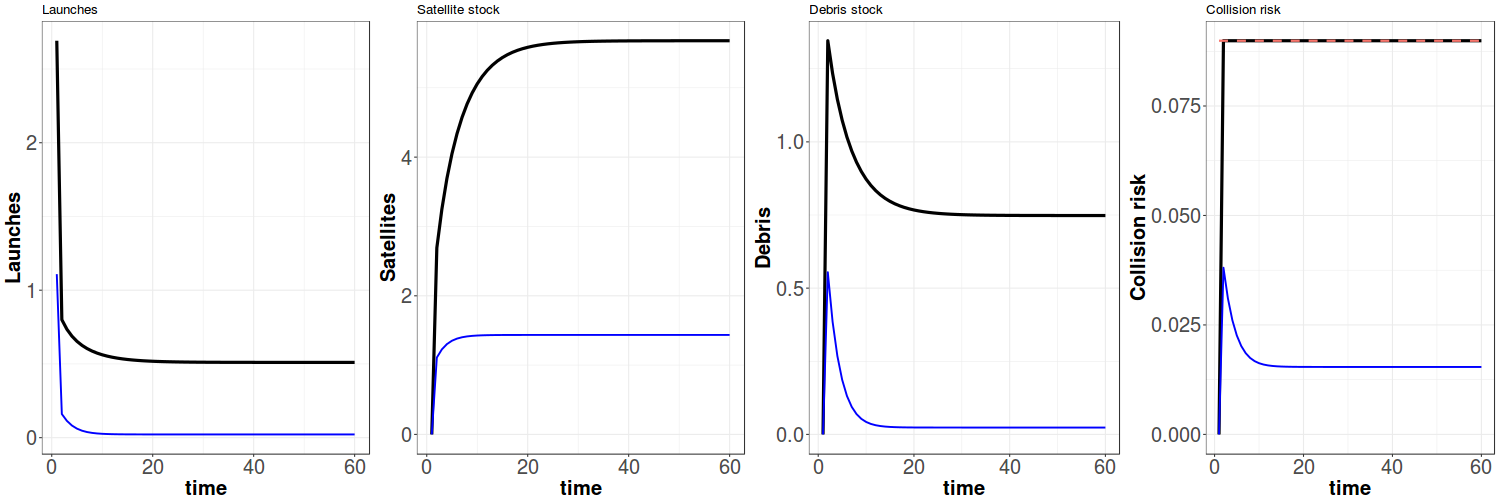 Launches
Launches
2
1
0
0 20 40 60
time
Satellite stock
Satellites
4
2
0
0 20 40 60
time
Debris stock
Debris
1.0
0.5
0.0
0 20 40 60
time
Collision risk
Collision risk
0.075
0.050
0.025
0.000
0 20 40 60
time